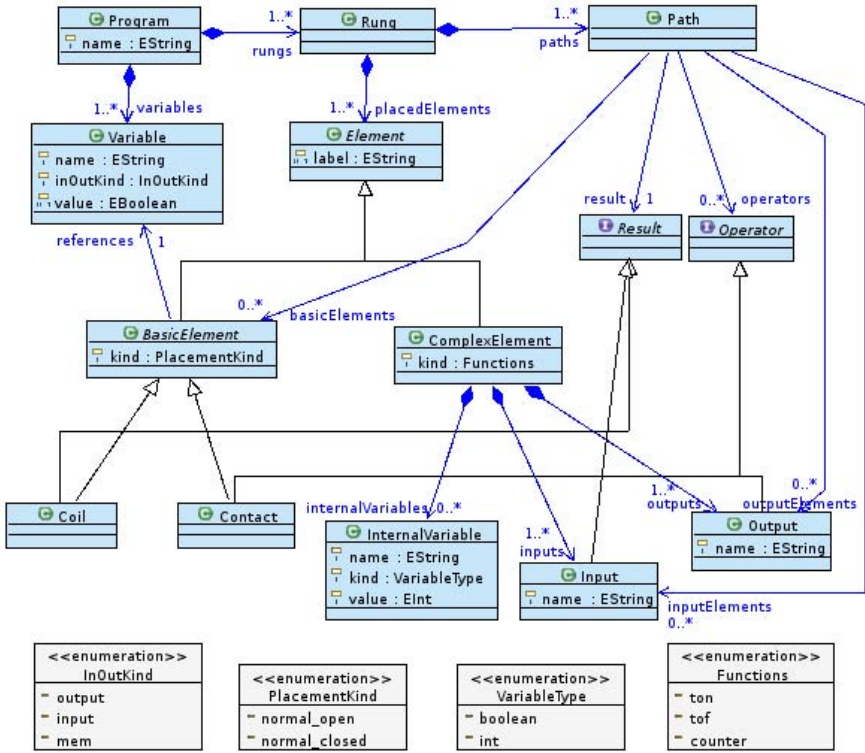 Program
name : EString
1..*
rungs
Rung
1..*
paths
Path
1..*
variables
1..*
placedElements
Variable
name : EString
inOutKind : InOutKind
value : EBoolean
Element
label : EString
result
1
0..*
operators
references
1
Result
Operator
0..*
basicElements
BasicElement
kind : PlacementKind
ComplexElement
kind : Functions
internalVariables
0..*
1..*
inputs
1..*
outputs
0..*
outputElements
Coil
Contact
InternalVariable
name : EString
kind : VariableType
value : EInt
Output
name : EString
Input
name : EString
inputElements
0..*
<<enumeration>>
InOutKind
output
input
mem
<<enumeration>>
PlacementKind
normal_open
normal_closed
<<enumeration>>
VariableType
boolean
int
<<enumeration>>
Functions
ton
tof
counter